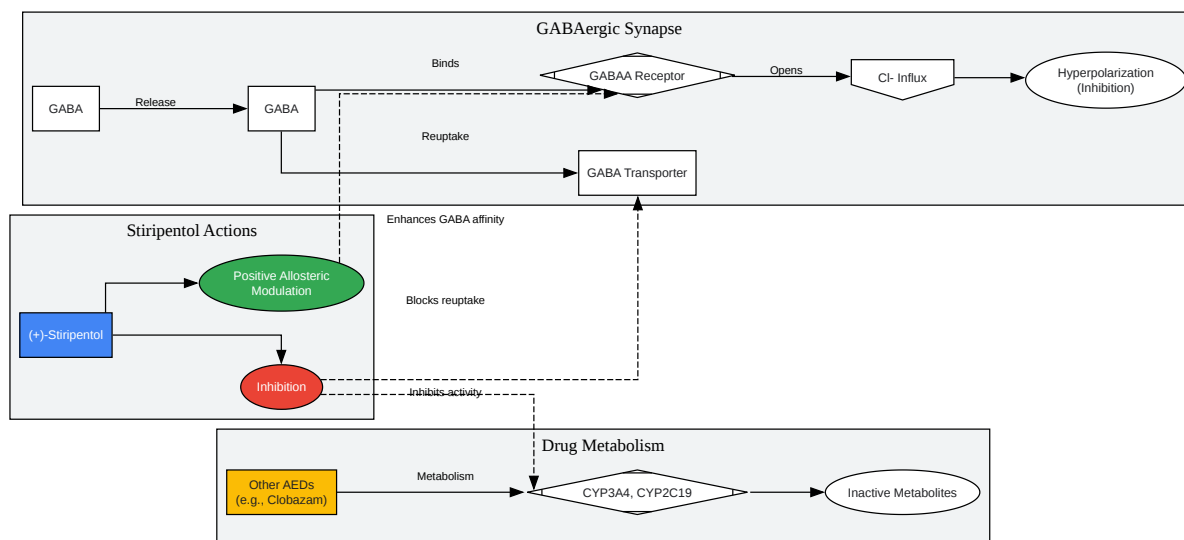 GABAergic Synapse
Binds
GABAA Receptor
Opens
Cl- Influx
Hyperpolarization
(Inhibition)
GABA
Release
GABA
Reuptake
GABA Transporter
Enhances GABA affinity
Stiripentol Actions
Positive Allosteric
Modulation
Blocks reuptake
(+)-Stiripentol
Inhibition
Inhibits activity
Drug Metabolism
Other AEDs
(e.g., Clobazam)
Metabolism
CYP3A4, CYP2C19
Inactive Metabolites